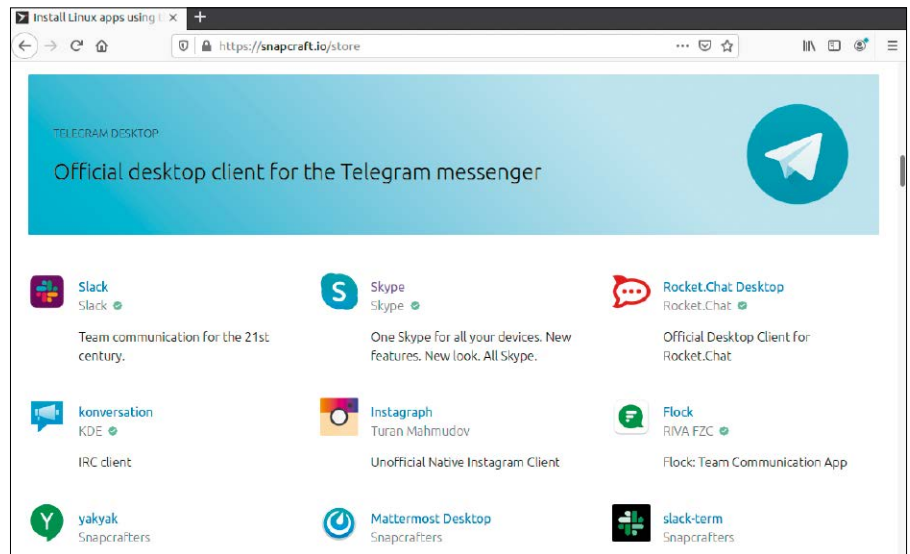 Install Linux apps using
https://snapcraft.io/store
TELEGRAM DESKTOP
Official desktop client for the Telegram messenger
Slack
Slack
Team communication for the 21st
century.
Skype
Skype
One Skype for all your devices. New
features. New look. All Skype.
Rocket.Chat Desktop
Rocket.Chat
Official Desktop Client for
Rocket.Chat
konversation
KDE
IRC client
Instagraph
Turan Mahmudov
Unofficial Native Instagram Client
Flock
RIVA FZC
Flock: Team Communication App
yakyak
Snapcrafters
Mattermost Desktop
Snapcrafters
slack-term
Snapcrafters